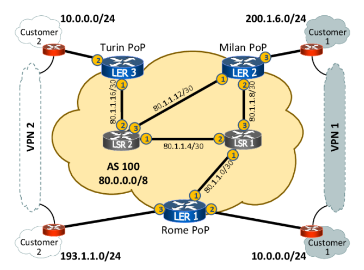 10.0.0.0/24
200.1.6.0/24
Customer
2
Turin PoP
Milan PoP
Customer
1
2
LER 3
LER 2
3
1
2
1
80.1.1.16/30
80.1.1.12/30
80.1.1.8/30
VPN 2
VPN 1
2
3
2
LSR 2
1
80.1.1.4/30
2
LSR 1
1
AS 100
80.0.0.0/8
80.1.1.0/30
1
3
LER 1
2
Customer
2
Rome PoP
Customer
1
193.1.1.0/24
10.0.0.0/24